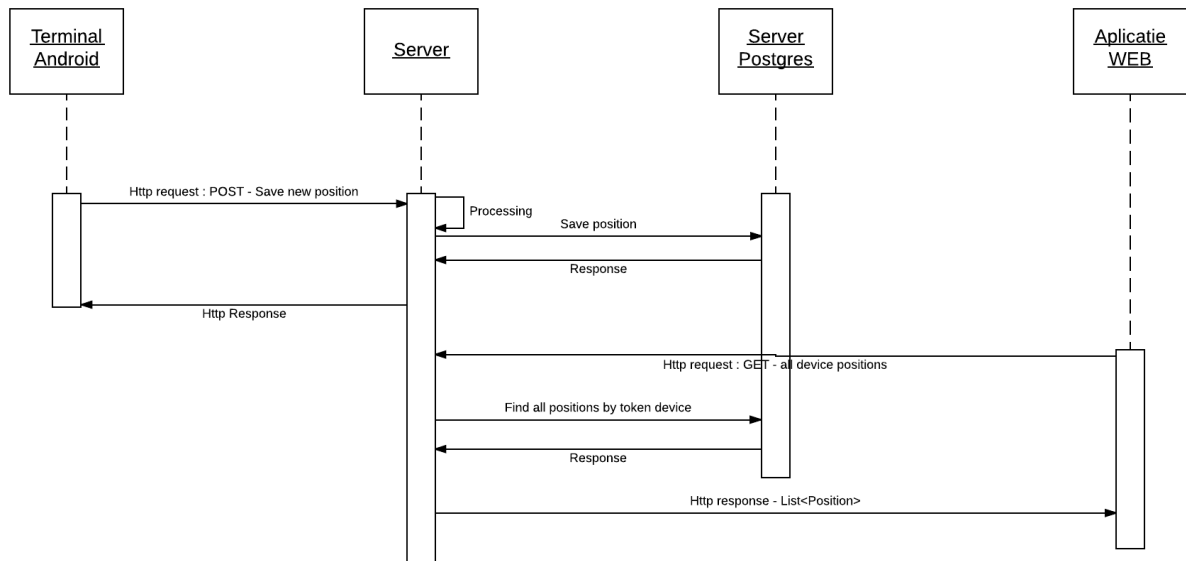 Terminal
Android
Server
Server
Postgres
Aplicatie
WEB
Http request : POST - Save new position
Processing
Save position
Response
Http Response
Http request : GET - all device positions
Find all positions by token device
Response
Http response - List<Position>